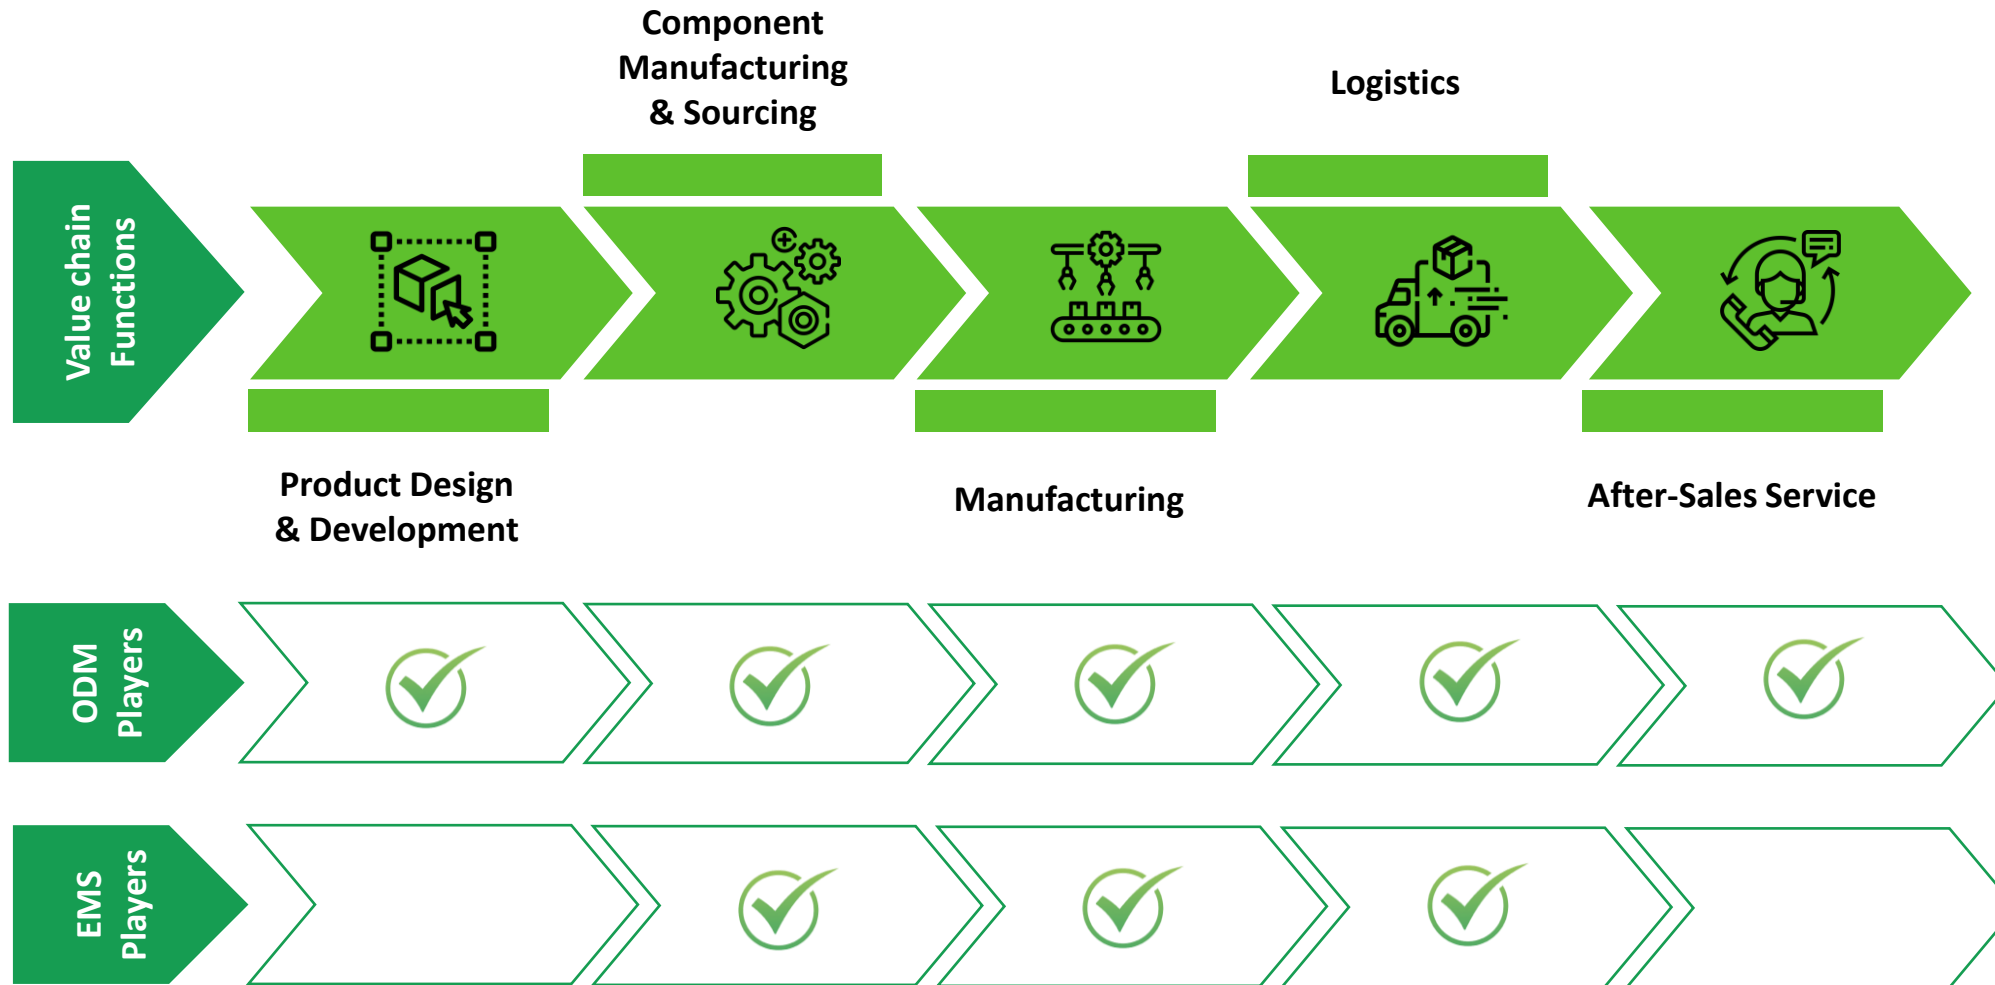 Component
Manufacturing
& Sourcing
Logistics
Value chain
Functions
Product Design
& Development
Manufacturing
After-Sales Service
ODM
Players
EMS
Players